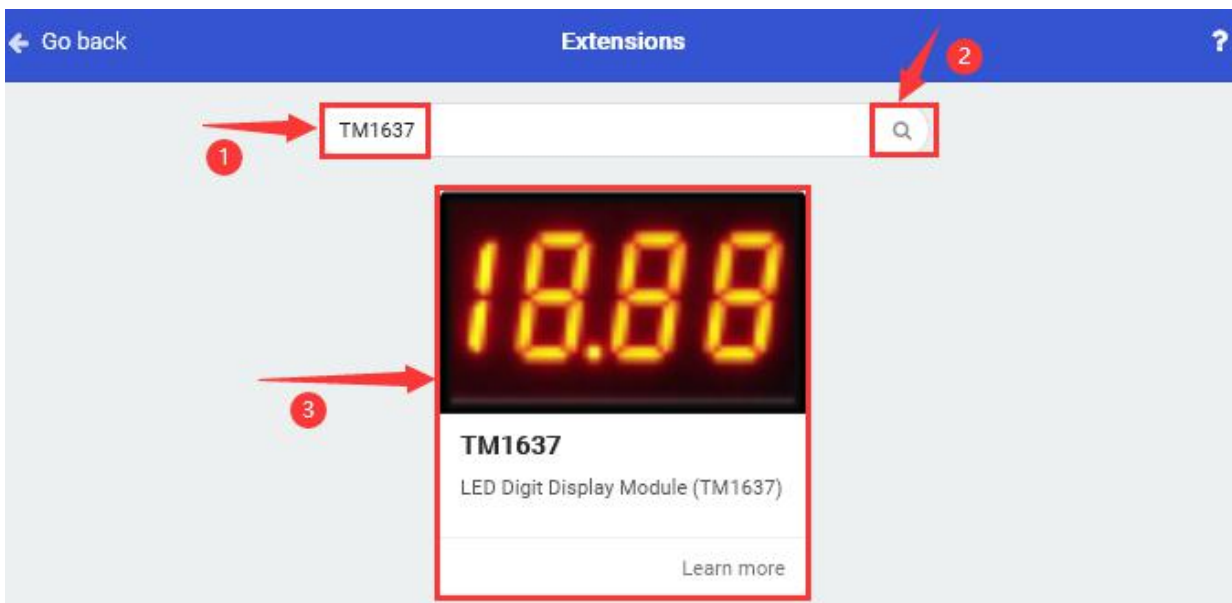 Go back
Extensions
?
2
TM1637
1
18.88
3
TM1637
LED Digit Display Module (TM1637)
Learn more